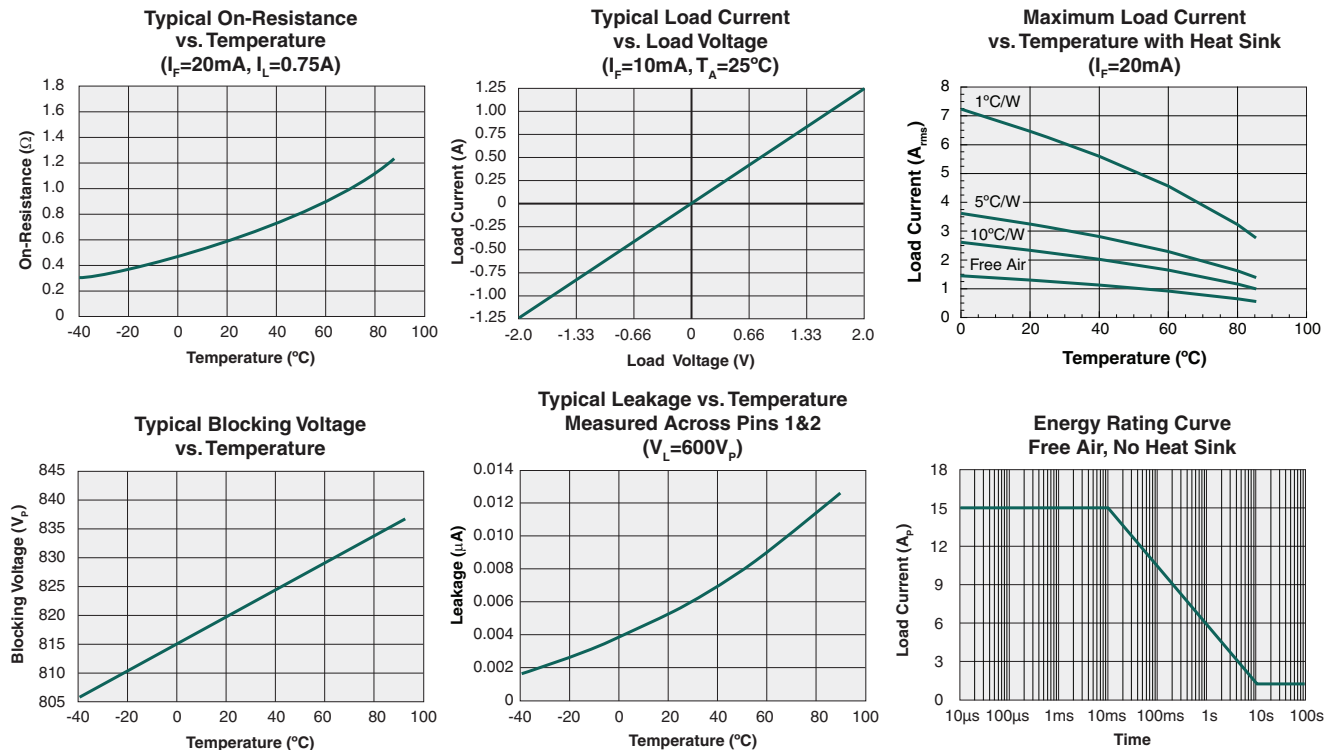 Typical On-Resistance
vs. Temperature
(IF=20mA, IL=0.75A)
1.8
1.6
1.4
1.2
1.0
0.8
0.6
0.4
0.2
0
On-Resistance (Ω)
-40 -20 0 20 40 60 80 100
Temperature (ºC)
Typical Load Current
vs. Load Voltage
(IF=10mA, TA=25ºC)
1.25
1.00
0.75
0.50
0.25
0
-0.25
-0.50
-0.75
-1.00
-1.25
Load Current (A)
-2.0 -1.33 -0.66 0 0.66 1.33 2.0
Load Voltage (V)
Maximum Load Current
vs. Temperature with Heat Sink
(IF=20mA)
8
7
6
5
4
3
2
1
0
Load Current (Arms)
1ºC/W
5ºC/W
10ºC/W
Free Air
0 20 40 60 80 100
Temperature (ºC)
Typical Blocking Voltage
vs. Temperature
845
840
835
830
825
820
815
810
805
Blocking Voltage (VP)
-40 -20 0 20 40 60 80 100
Temperature (ºC)
Typical Leakage vs. Temperature
Measured Across Pins 1&2
(VL=600VP)
0.014
0.012
0.010
0.008
0.006
0.004
0.002
0
Leakage (µA)
-40 -20 0 20 40 60 80 100
Temperature (ºC)
Energy Rating Curve
Free Air, No Heat Sink
18
15
12
9
6
3
0
Load Current (AP)
10µs 100µs 1ms 10ms 100ms 1s 10s 100s
Time